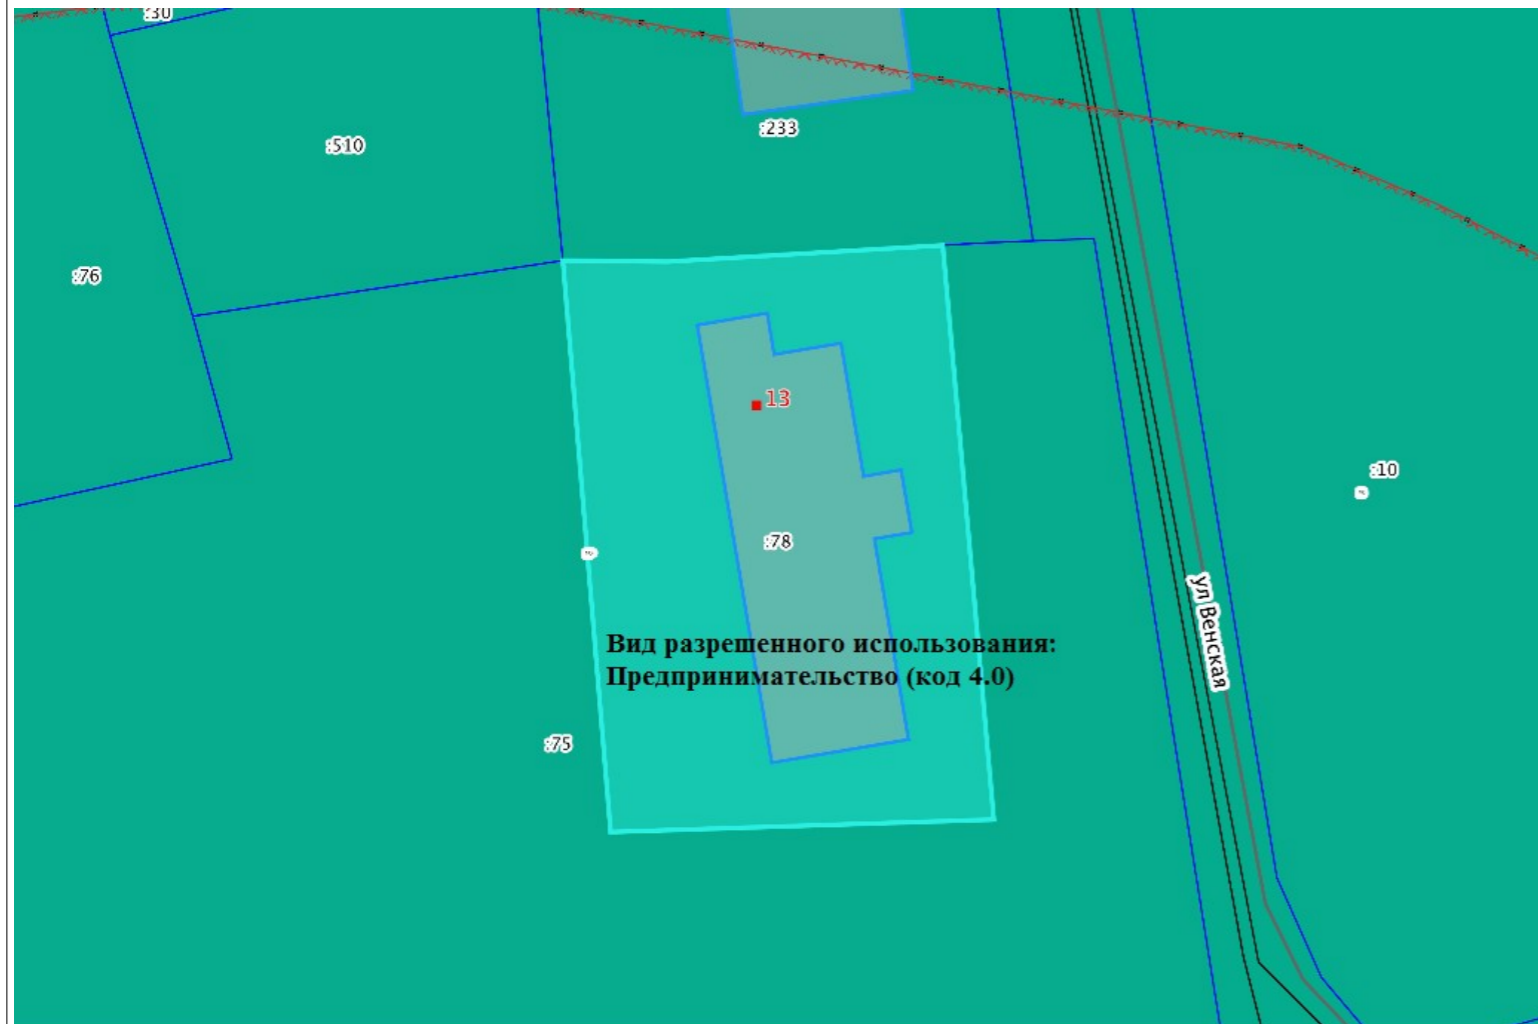 :30
:510
:233
:76
13
:10
:78
ул Венская
Вид разрешенного использования:
Предпринимательство (код 4.0)
:75